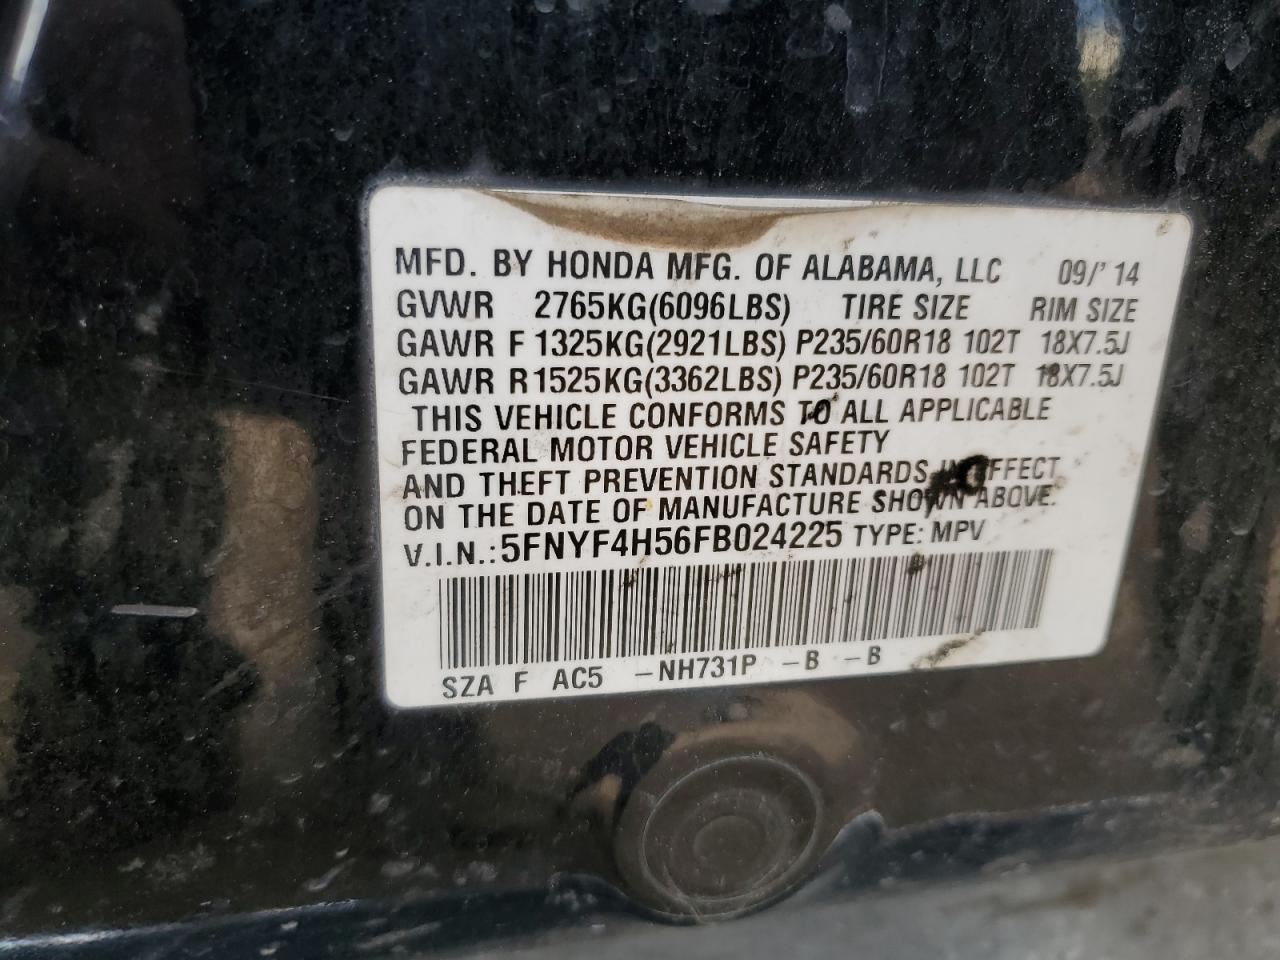 MFD. BY HONDA MFG. OF ALABAMA, LLC 09/'14
GVWR 2765KG(6096LBS) TIRE SIZE RIM SIZE
GAWR F 1325KG(2921LBS) P235/60R18 102T 18X7.5J
GAWR R 1525KG(3362LBS) P235/60R18 102T 18X7.5J
THIS VEHICLE CONFORMS TO ALL APPLICABLE
FEDERAL MOTOR VEHICLE SAFETY
AND THEFT PREVENTION STANDARDS IN EFFECT
ON THE DATE OF MANUFACTURE SHOWN ABOVE.
V.I.N.: 5FNYF4H56FB024225 TYPE: MPV
SZA F AC5 -NH731P -B -B